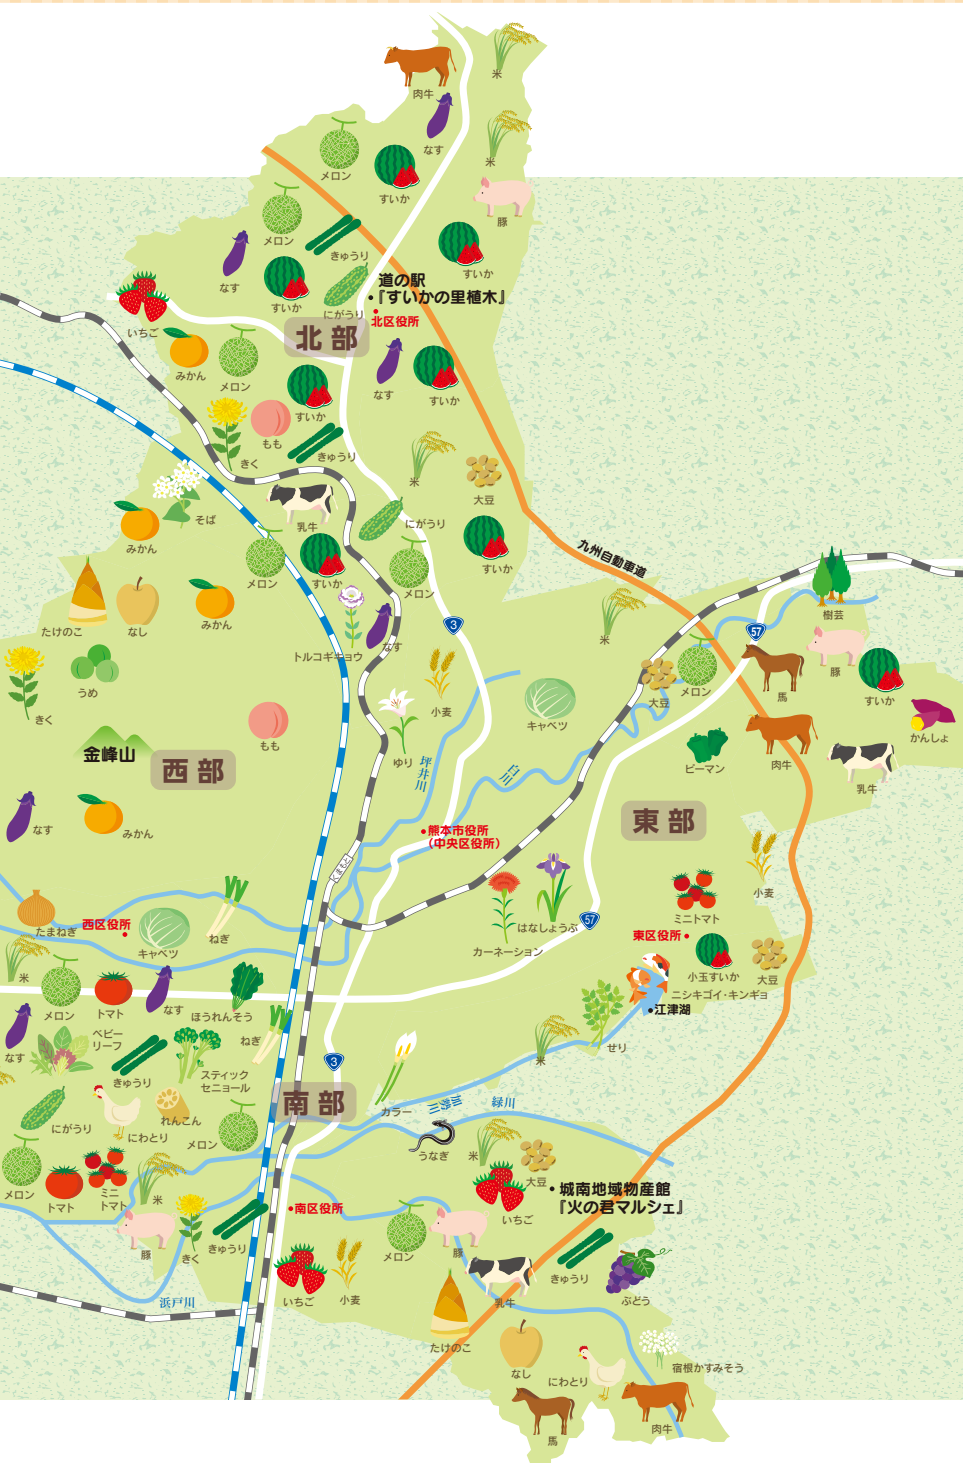 肉牛
米
なす
メロン
すいか
米
豚
メロン
きゅうり
なす
すいか
にがうり
すいか
道の駅
『すいかの里植木』
北区役所
いちご
北部
みかん
メロン
すいか
なす
すいか
もも
きく
きゅうり
米
大豆
そば
乳牛
にがうり
みかん
メロン
すいか
メロン
すいか
九州自動車道
たけのこ
なし
みかん
トルコギキョウ
なす
3
米
57
樹芸
豚
きく
うめ
もも
ゆり
小麦
キャベツ
大豆
メロン
馬
すいか
かんしょ
金峰山
西部
坪井川
白川
ピーマン
肉牛
乳牛
なす
みかん
熊本市役所
(中央区役所)
東部
くまもと
小麦
たまねぎ
西区役所
キャベツ
ねぎ
はなしょうぶ
カーネーション
57
ミニトマト
東区役所
小玉すいか
大豆
米
メロン
トマト
なす
ほうれんそう
ニシキゴイ・キンギョ
江津湖
せり
なす
ベビー
リーフ
きゅうり
スティック
セニョール
ねぎ
3
米
にがうり
にわとり
れんこん
メロン
南部
カラー
緑川
うなぎ
米
大豆
メロン
トマト
ミニ
トマト
米
いちご
城南地域物産館
『火の君マルシェ』
豚
きく
きゅうり
南区役所
メロン
豚
きゅうり
浜戸川
いちご
小麦
乳牛
ぶどう
たけのこ
なし
にわとり
宿根かすみそう
馬
肉牛